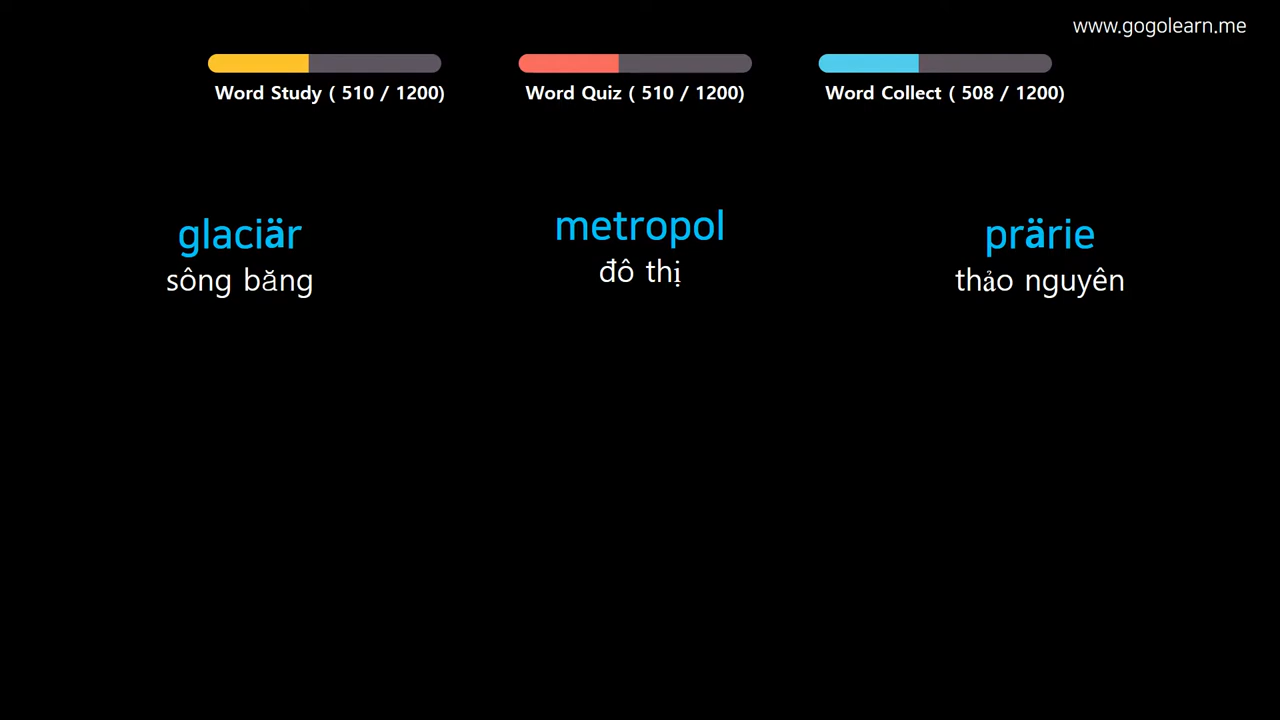 www.gogolearn.me
Word Study ( 510 / 1200)
Word Quiz ( 510 / 1200)
Word Collect ( 508 / 1200)
glaciär
sông băng
metropol
đô thị
prärie
thảo nguyên